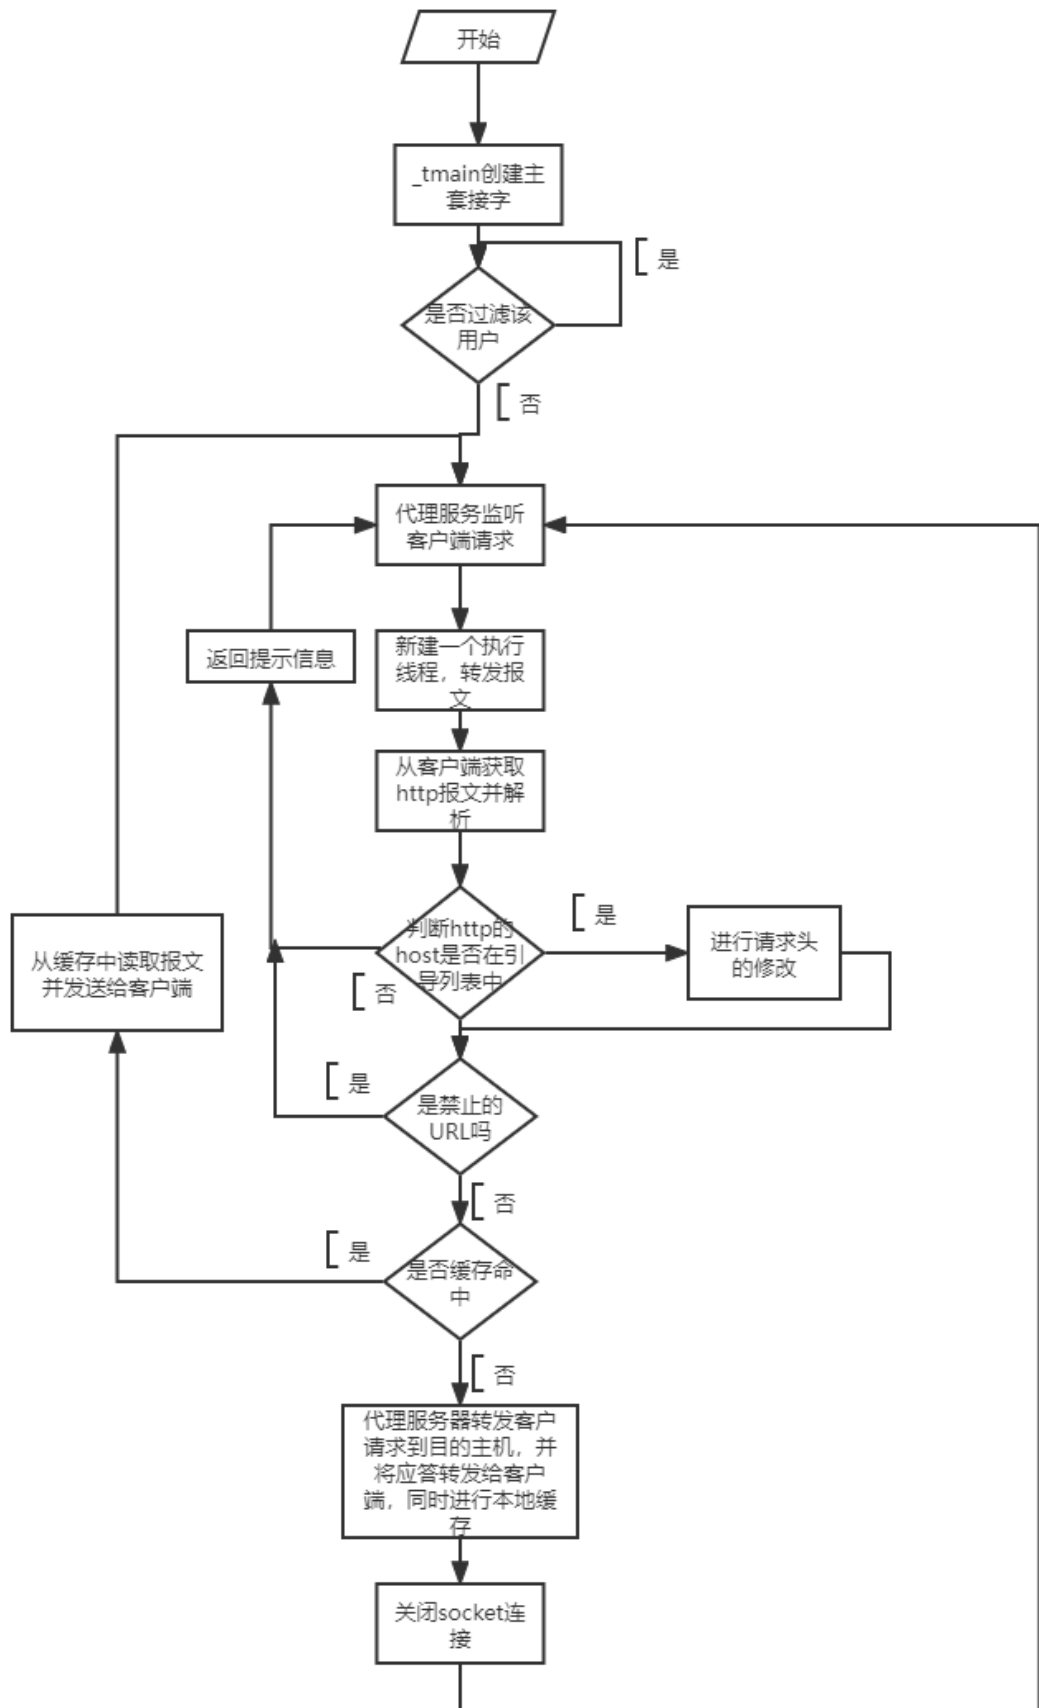 开始
_tmain创建主
套接字
是
是否过滤该
用户
否
代理服务监听
客户端请求
返回提示信息
新建一个执行
线程，转发报
文
从客户端获取
http报文并解
析
判断http的
host是否在引
导列表中
是
进行请求头
的修改
从缓存中读取报文
并发送给客户端
否
是
是禁止的
URL吗
否
是
是否缓存命
中
否
代理服务器转发客户
请求到目的主机，并
将应答转发给客户
端，同时进行本地缓
存
关闭socket连
接